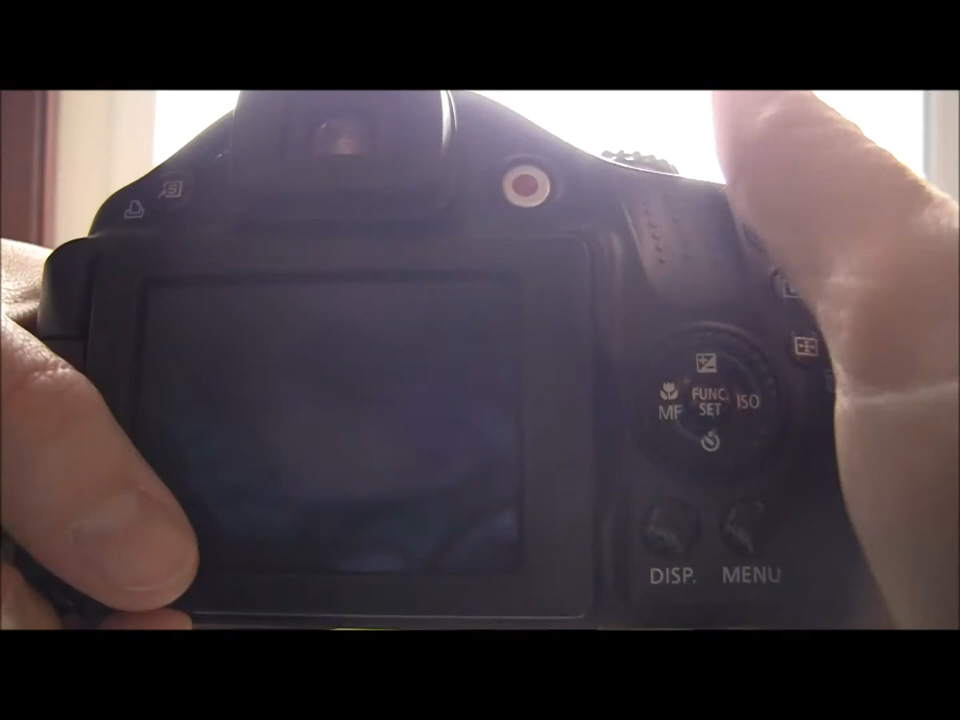 S
FUNC.
SET
MF
ISO
DISP. MENU